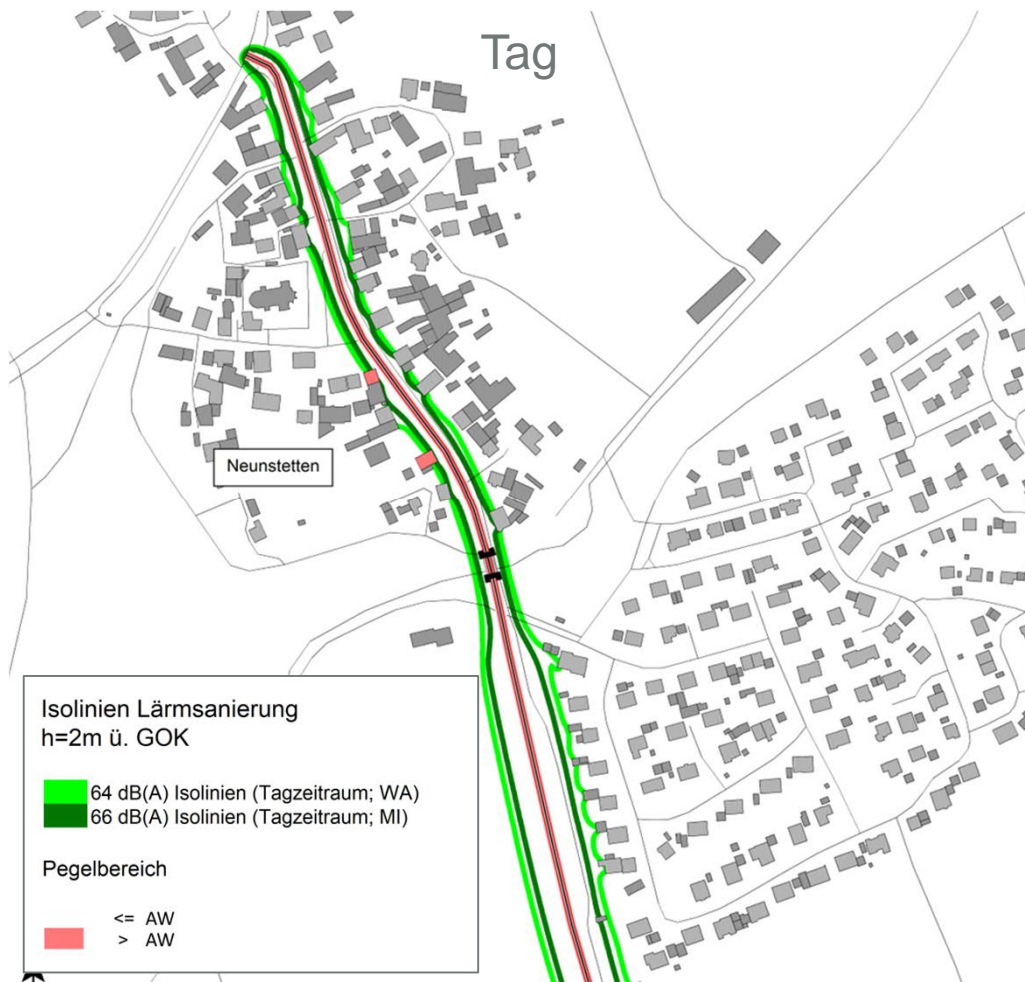 Tag
Neunstetten
Isolinien Lärmsanierung
h=2m ü. GOK
64 dB(A) Isolinien (Tagzeitraum; WA)
66 dB(A) Isolinien (Tagzeitraum; MI)
Pegelbereich
<= AW
> AW